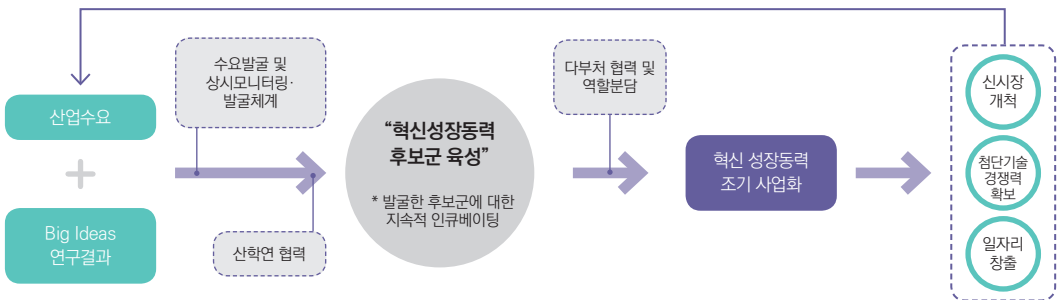 산업수요
Big Ideas
연구결과
수요발굴 및
상시모니터링·
발굴체계
산학연 협력
“혁신성장동력
후보군 육성”
* 발굴한 후보군에 대한
지속적 인큐베이팅
다부처 협력 및
역할분담
혁신 성장동력
조기 사업화
신시장
개척
첨단기술
경쟁력
확보
일자리
창출